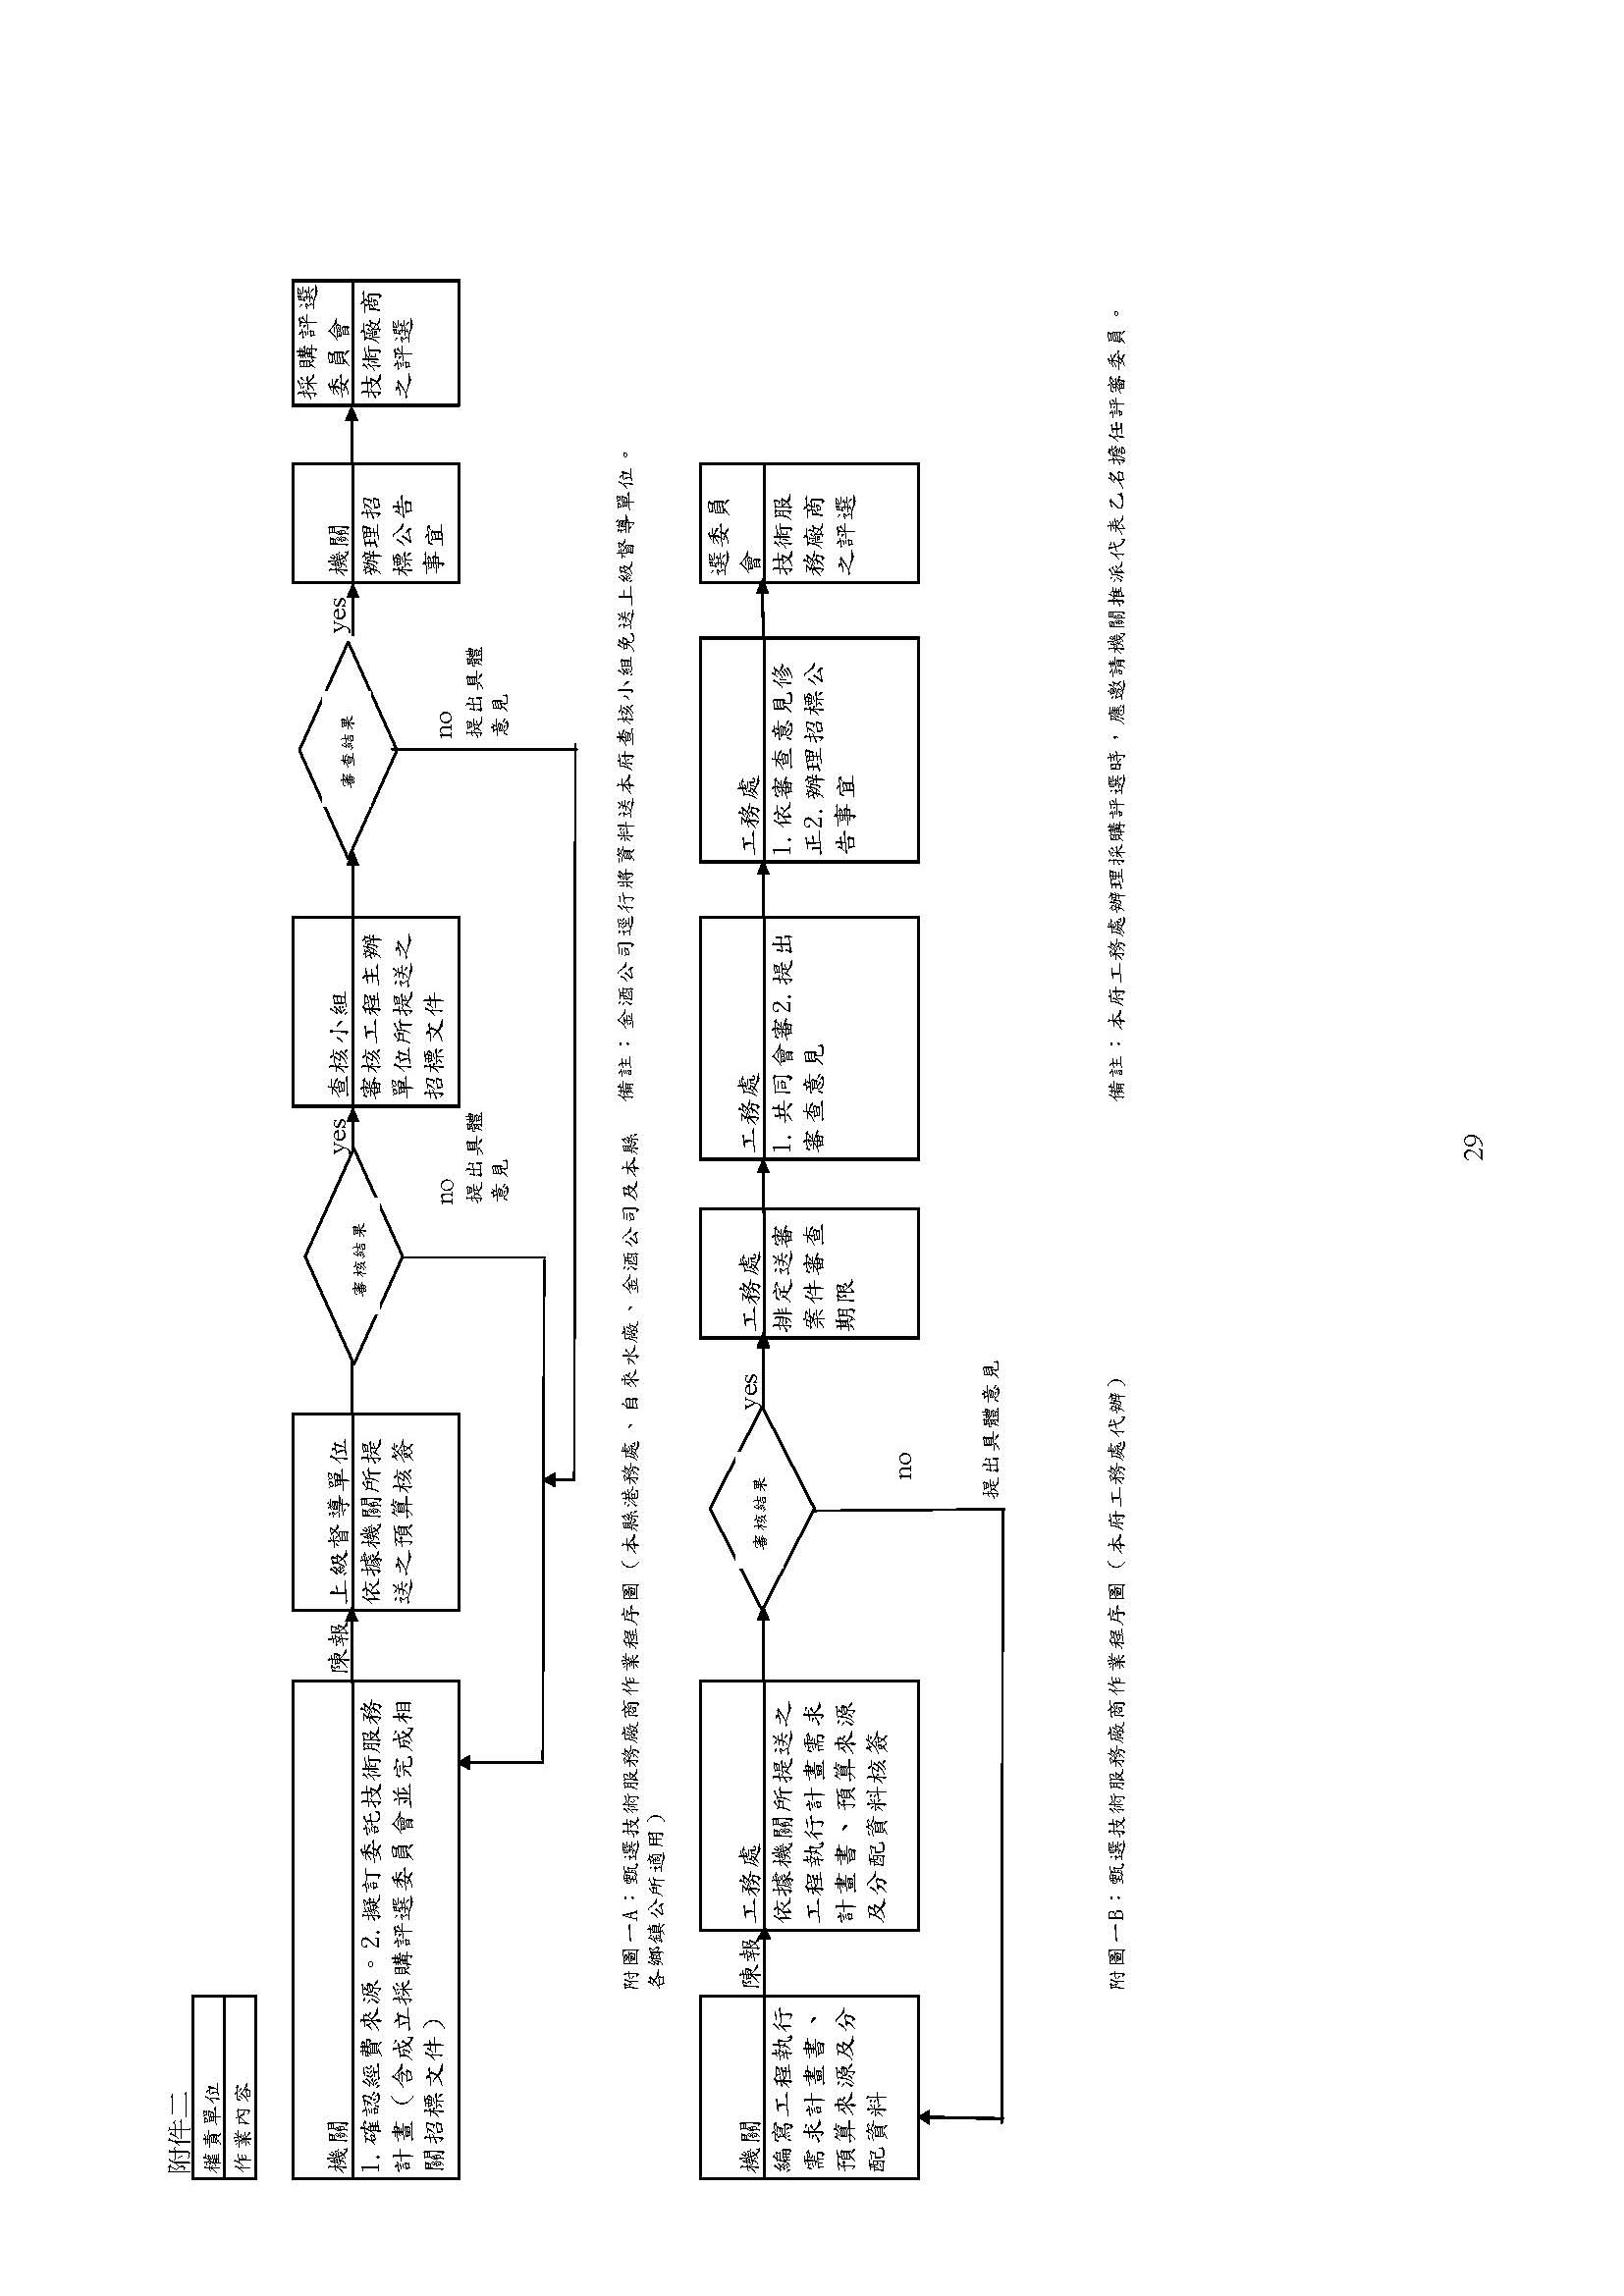 附件二
權責單位
作業內容
機關
1.確認經費來源。2.擬訂委託技術服務
計畫（含成立採購評選委員會並完成相
關招標文件）
陳報
上級督導單位
依據機關所提
送之預算核簽
審核結果
yes
no
提出具體
意見
查核小組
審核工程主辦
單位所提送之
招標文件
審查結果
yes
no
提出具體
意見
機關
辦理招
標公告
事宜
採購評選
委員會
技術廠商
之評選
附圖一A：甄選技術服務廠商作業程序圖（本縣港務處、自來水廠、金酒公司及本縣
各鄉鎮公所適用）
備註：金酒公司逕行將資料送本府查核小組免送上級督導單位。
機關
編寫工程執行
需求計畫書、
預算來源及分
配資料
陳報
工務處
依據機關所提送之
工程執行計畫需求
計畫書、預算來源
及分配資料核簽
審核結果
yes
no
提出具體意見
工務處
排定送審
案件審查
期限
工務處
1.共同會審2.提出
審查意見
工務處
1.依審查意見修
正2.辦理招標公
告事宜
選委員
會
技術服
務廠商
之評選
附圖一B：甄選技術服務廠商作業程序圖（本府工務處代辦）
備註：本府工務處辦理採購評選時，應邀請機關推派代表乙名擔任評審委員。
29